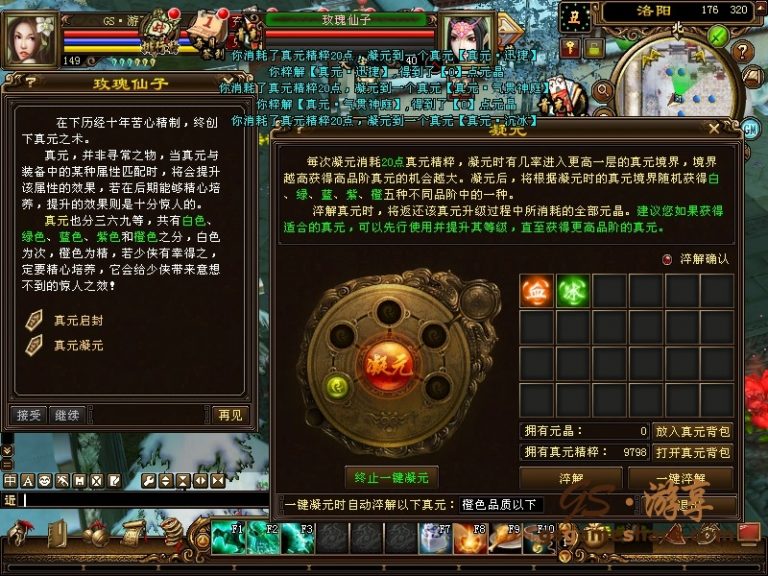 GS·游
149
玫瑰仙子
40
丑
洛阳
176 320
北
GM
你消耗了真元精粹20点，凝元到一个真元【真元·迅捷】
你粹解【真元·迅捷】,得到了【0】点元晶
你消耗了真元精粹20点，凝元到一个真元【真元·气贯神庭】
你粹解【真元·气贯神庭】,得到了【0】点元晶
你消耗了真元精粹20点，凝元到一个真元【真元·沉冰】
玫瑰仙子
在下历经十年苦心精制，终创
下真元之术。
真元，并非寻常之物，当真元与
装备中的某种属性匹配时，将会提升
该属性的效果，若在后期能够精心培
养，提升的效果则是十分惊人的。
真元也分三六九等，共有白色、
绿色、蓝色、紫色和橙色之分，白色
为次，橙色为精，若少侠有幸得之，
定要精心培养，它会给少侠带来意想
不到的惊人之效！
真元启封
真元凝元
接受
继续
再见
凝元
每次凝元消耗20点真元精粹，凝元时有几率进入更高一层的真元境界，境界
越高获得高品阶真元的机会越大。凝元后，将根据凝元时的真元境界随机获得白
、绿、蓝、紫、橙五种不同品阶中的一种。
淬解真元时，将返还该真元升级过程中所消耗的全部元晶。建议您如果获得
适合的真元，可以先行使用并提升其等级，直至获得更高品阶的真元。
淬解确认
血
冰
凝元
拥有元晶： 0
放入真元背包
拥有真元精粹： 9798
打开真元背包
终止一键凝元
淬解
一键淬解
一键凝元时自动淬解以下真元：
橙色品质以下
GS·游享
中
A
近
F1
F2
F3
F7
F8
F9
F10